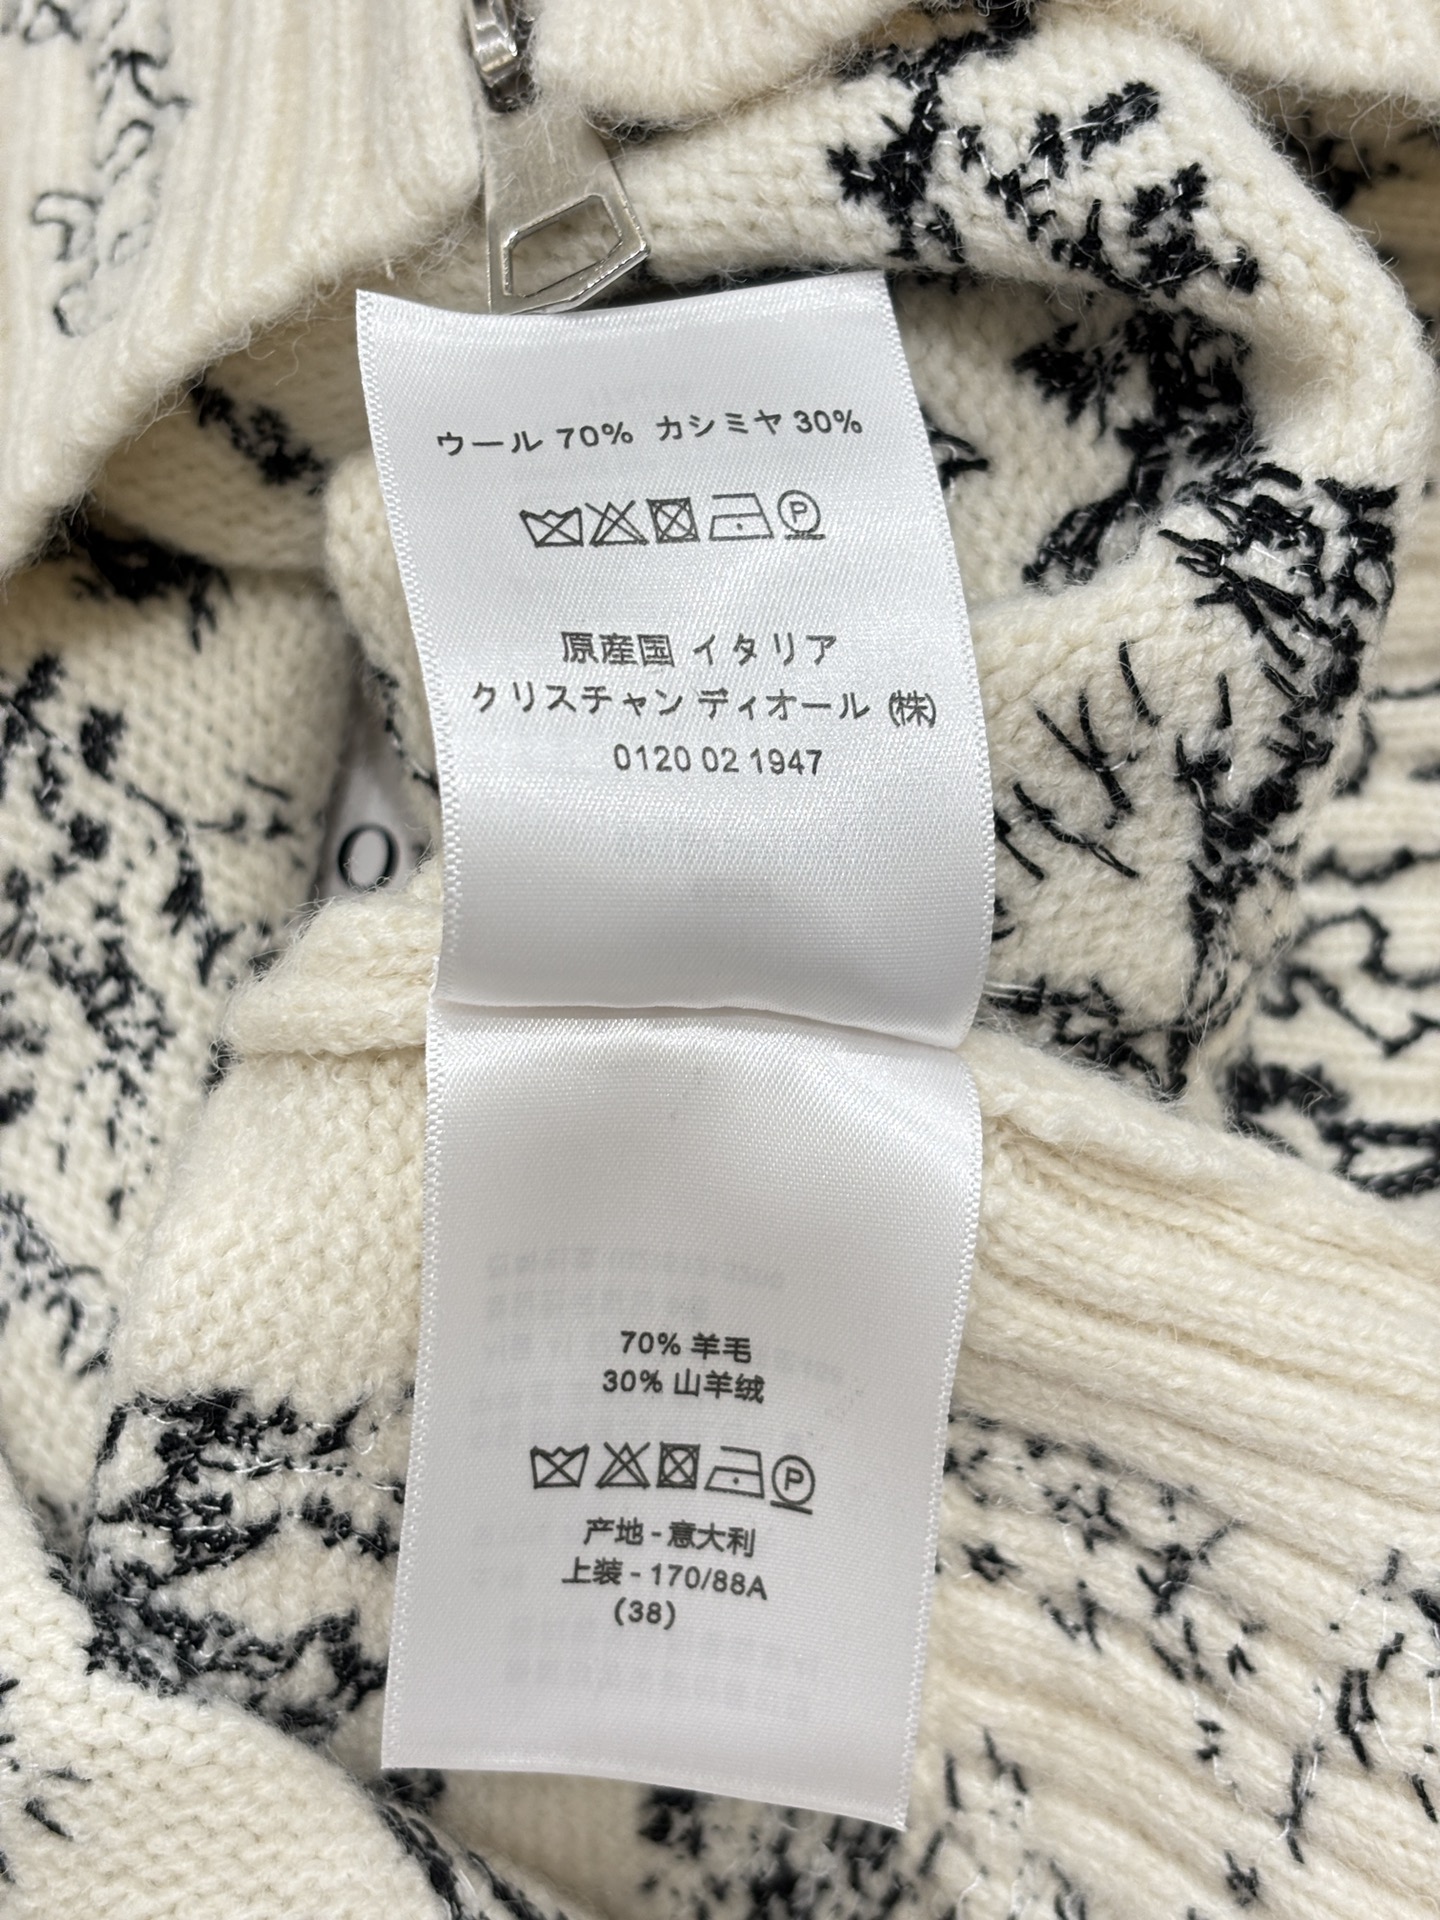 ウール 70% カシミヤ 30%
P
原産国 イタリア
クリスチャン ディオール (株)
0120 02 1947
O
70% 羊毛
30% 山羊绒
P
产地 - 意大利
上装 - 170/88A
(38)